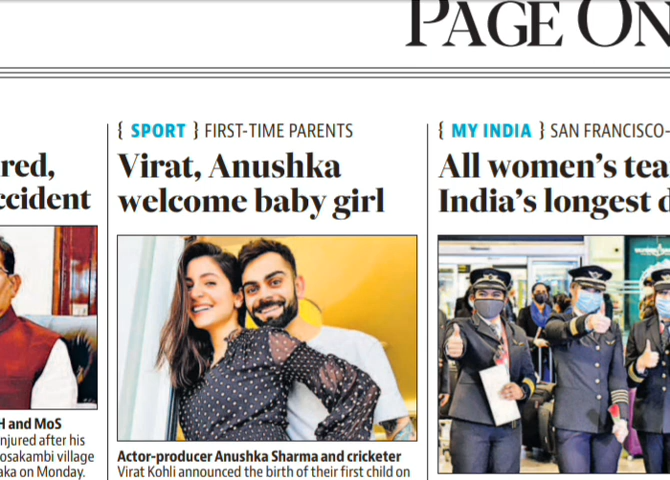 PAGE ON
red,
ccident
H and MoS
njured after his
osakambi village
aka on Monday.
{ SPORT } FIRST-TIME PARENTS
Virat, Anushka
welcome baby girl
Actor-producer Anushka Sharma and cricketer
Virat Kohli announced the birth of their first child on
{ MY INDIA } SAN FRANCISCO-
All women's tea
India's longest d